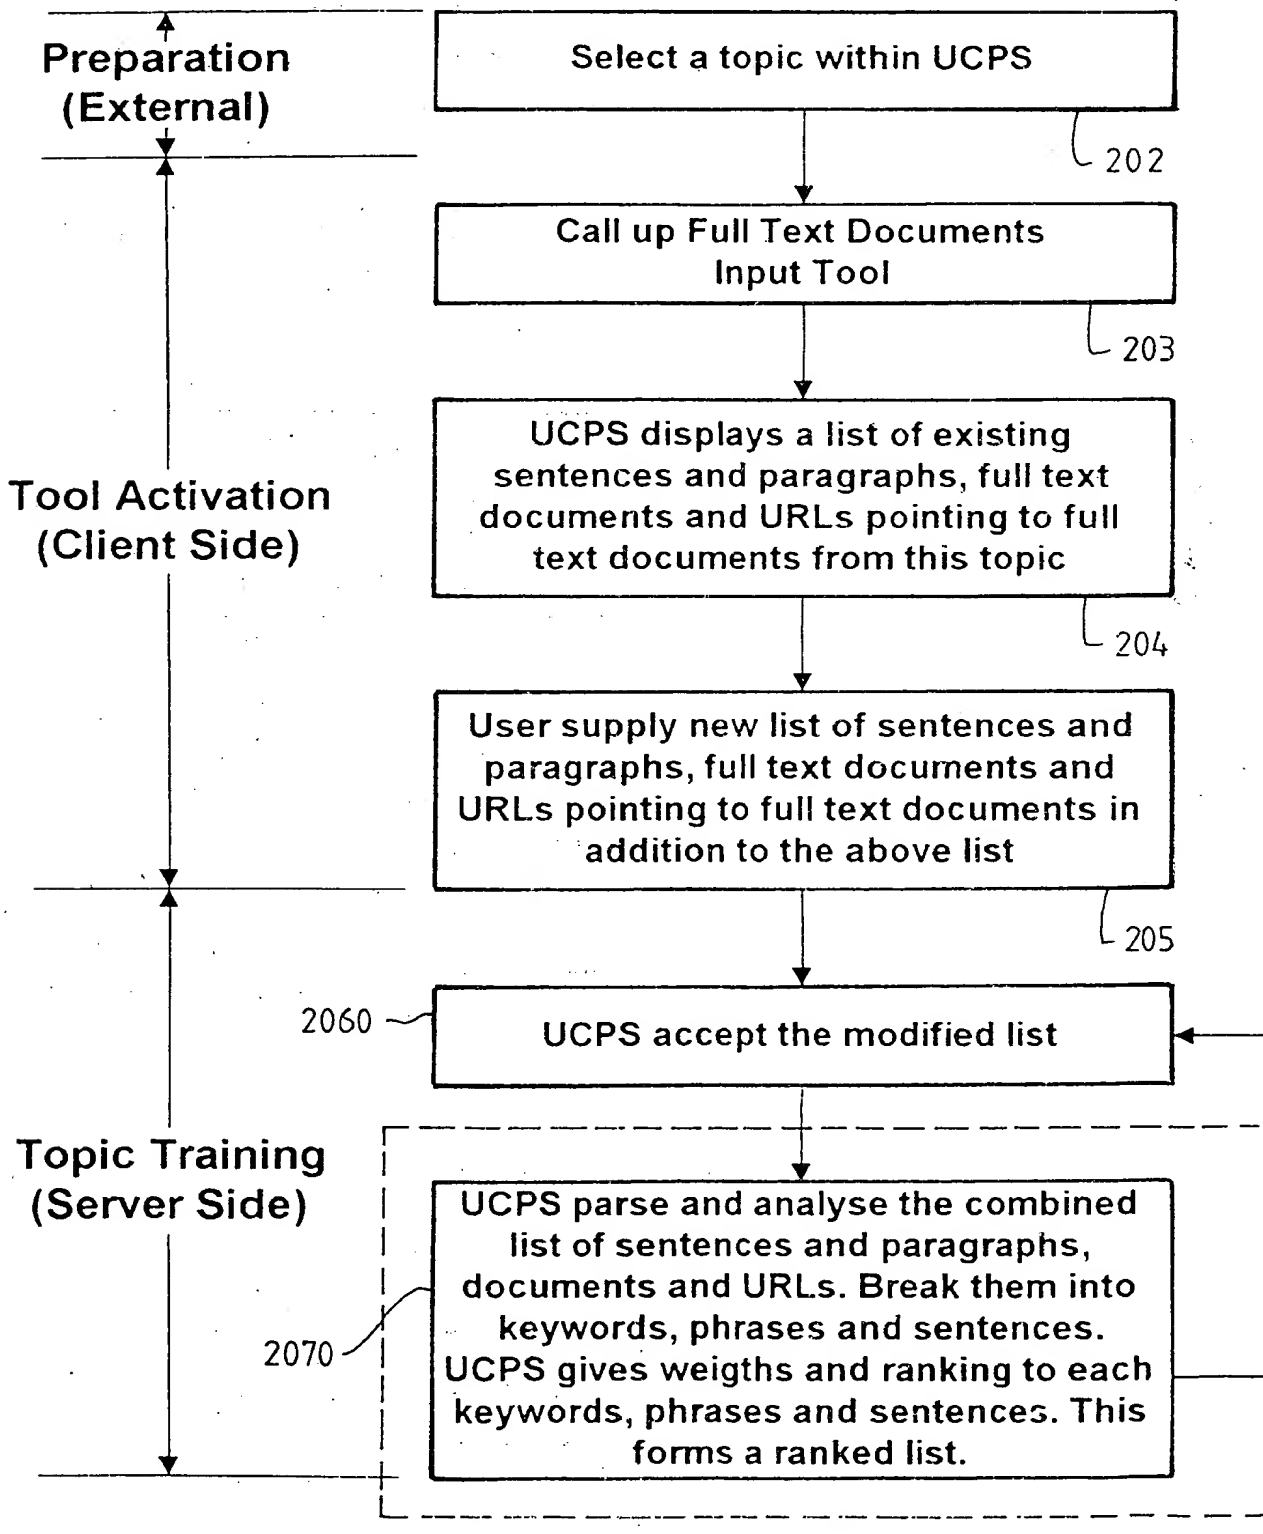 Preparation
(External)
Select a topic within UCPS
202
Call up Full Text Documents
Input Tool
203
Tool Activation
(Client Side)
UCPS displays a list of existing
sentences and paragraphs, full text
documents and URLs pointing to full
text documents from this topic
204
User supply new list of sentences and
paragraphs, full text documents and
URLs pointing to full text documents in
addition to the above list
205
2060
UCPS accept the modified list
Topic Training
(Server Side)
UCPS parse and analyse the combined
list of sentences and paragraphs,
documents and URLs. Break them into
keywords, phrases and sentences.
UCPS gives weigths and ranking to each
keywords, phrases and sentences. This
forms a ranked list.
2070